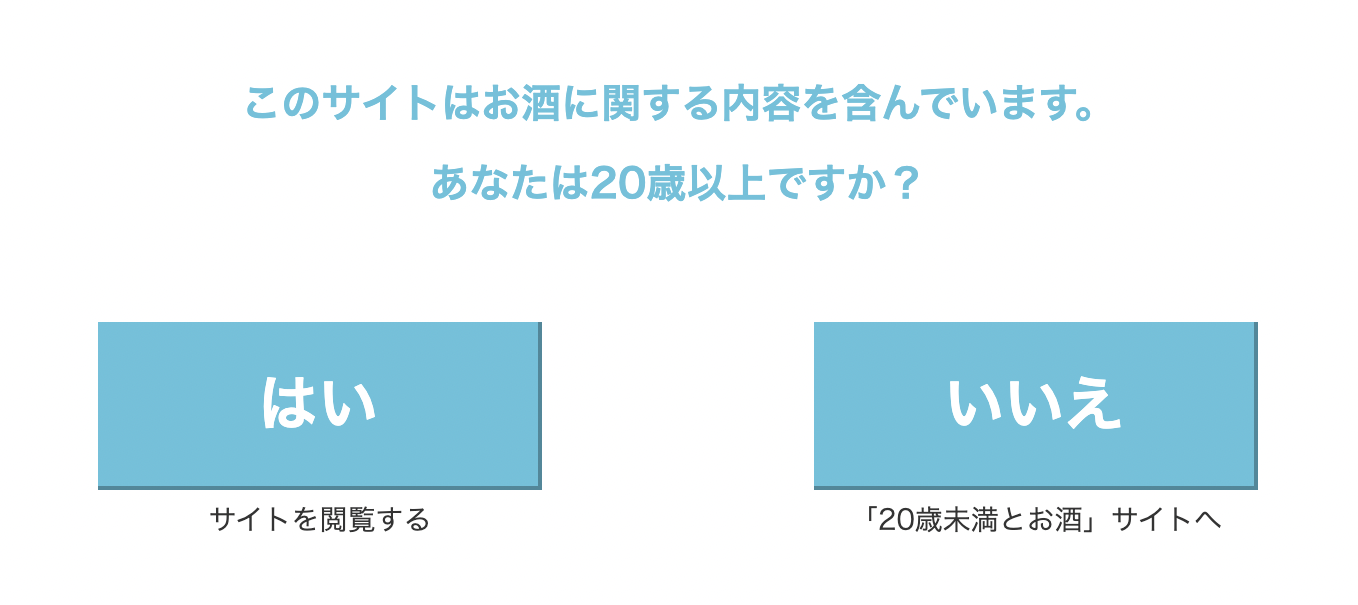 このサイトはお酒に関する内容を含んでいます。
あなたは20歳以上ですか？
はい
いいえ
サイトを閲覧する
「20歳未満とお酒」サイトへ